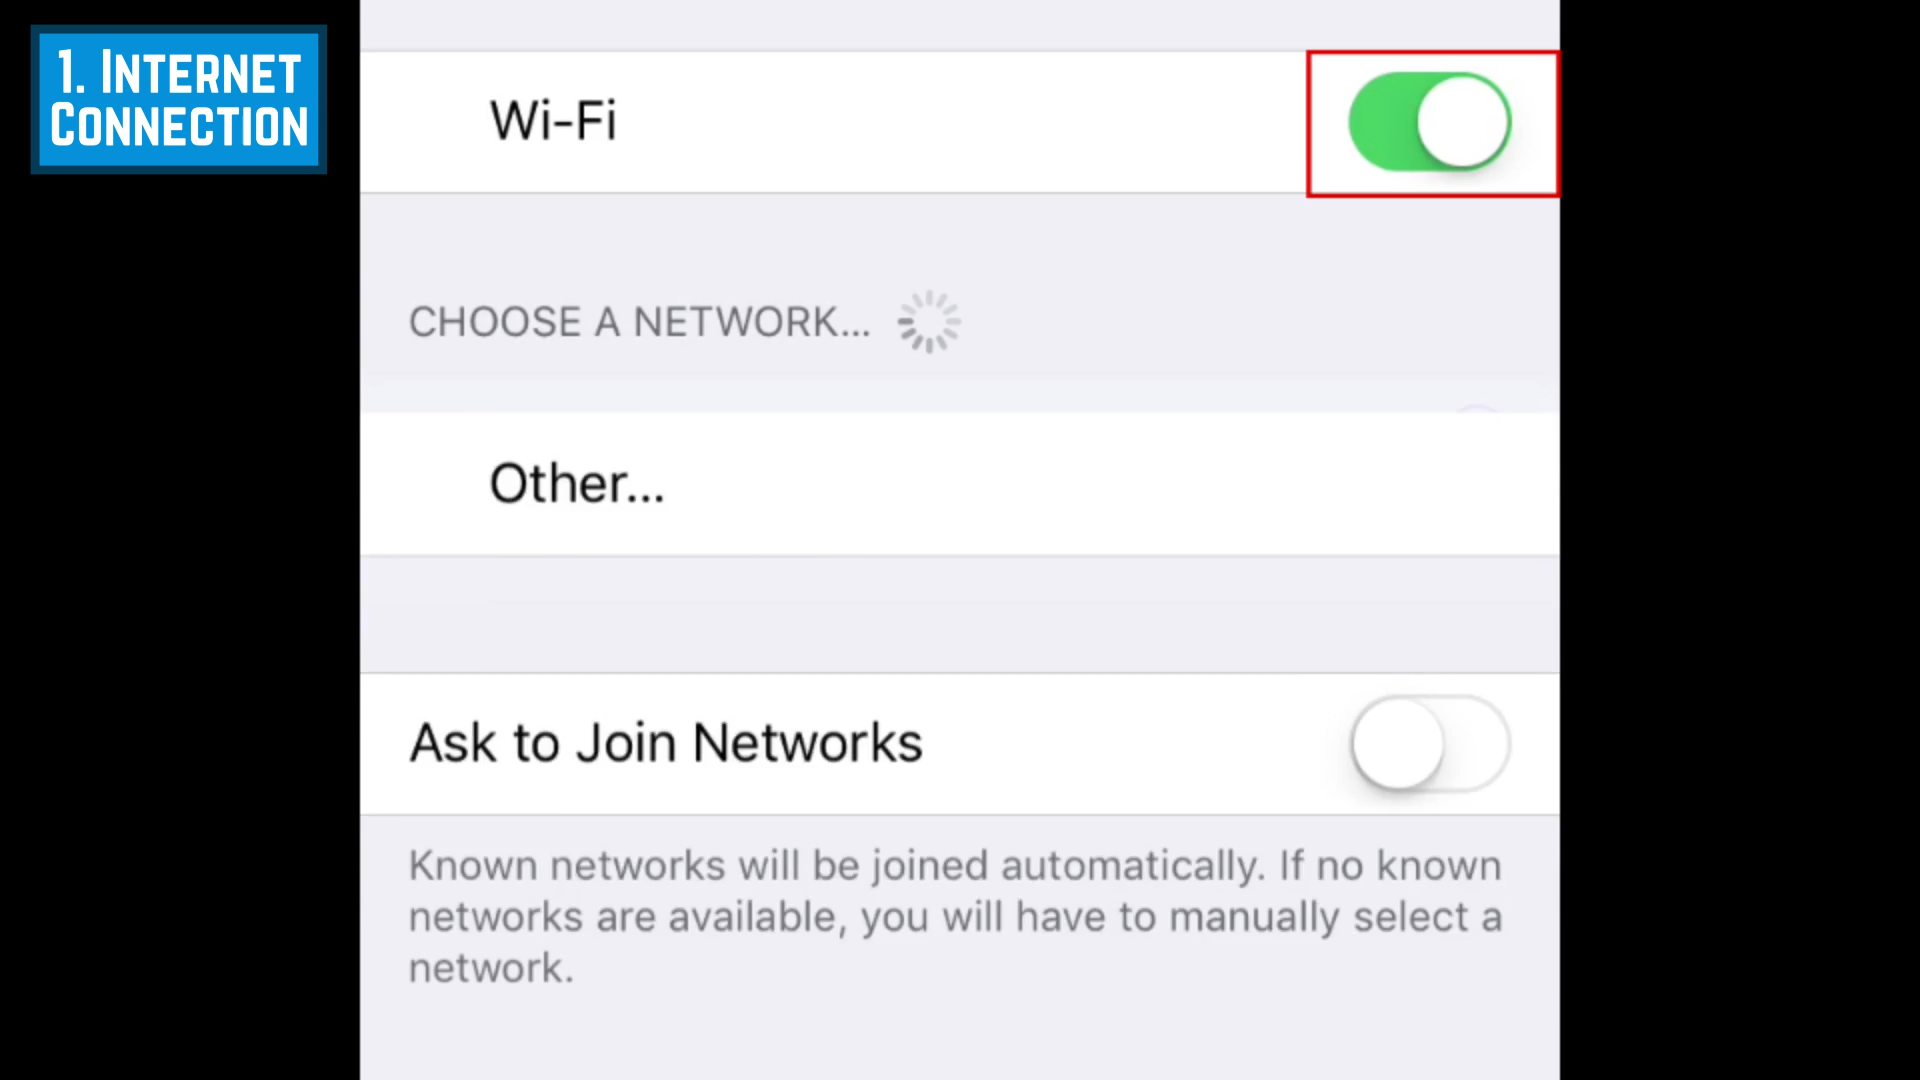 1. INTERNET
CONNECTION
Wi-Fi
CHOOSE A NETWORK...
Other...
Ask to Join Networks
Known networks will be joined automatically. If no known
networks are available, you will have to manually select a
network.